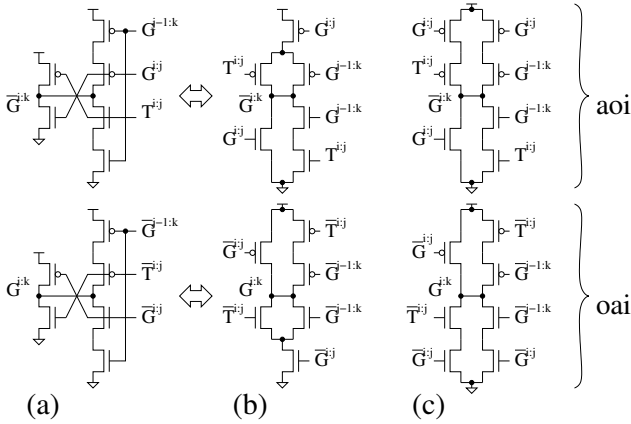 G̅^{i:k} G^{j−1:k} G^{i:j} T^{i:j}
G^{i:j} T^{i:j} G^{j−1:k} G̅^{i:k} G^{j−1:k} G^{i:j} T^{i:j}
G^{i:j} G^{i:j} T^{i:j} G^{j−1:k} G̅^{i:k} G^{j−1:k} G^{i:j} T^{i:j}
aoi
G^{i:k} G̅^{j−1:k} T̅^{i:j} G̅^{i:j}
T̅^{i:j} G̅^{i:j} G̅^{j−1:k} G^{i:k} T̅^{i:j} G̅^{j−1:k} G̅^{i:j}
T̅^{i:j} G̅^{i:j} G̅^{j−1:k} G^{i:k} T̅^{i:j} G̅^{j−1:k} G̅^{i:j} G̅^{i:j}
oai
(a) (b) (c)